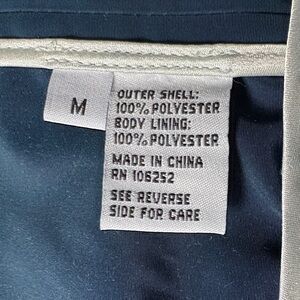 M
OUTER SHELL:
100% POLYESTER
BODY LINING:
100% POLYESTER
MADE IN CHINA
RN 106252
SEE REVERSE
SIDE FOR CARE